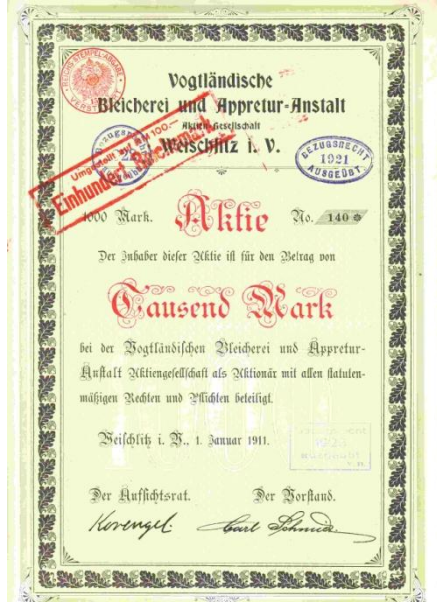 Vogtländische
Bleicherei und Appretur-Anstalt
Aktien-Gesellschaft
Weischlitz i. V.
Umgestellt auf RM 100.—
Einhundert Reichsmark
BEZUGSRECHT
1921
AUSGEÜBT
1000 Mark.
Aktie
No. 140
Der Inhaber dieser Aktie ist für den Betrag von
Tausend Mark
bei der Vogtländischen Bleicherei und Appretur-
Anstalt Aktiengesellschaft als Aktionär mit allen statuten-
mäßigen Rechten und Pflichten beteiligt.
Weischlitz i. V., 1. Januar 1911.
Der Aufsichtsrat.
Der Vorstand.
Carl Schmidt